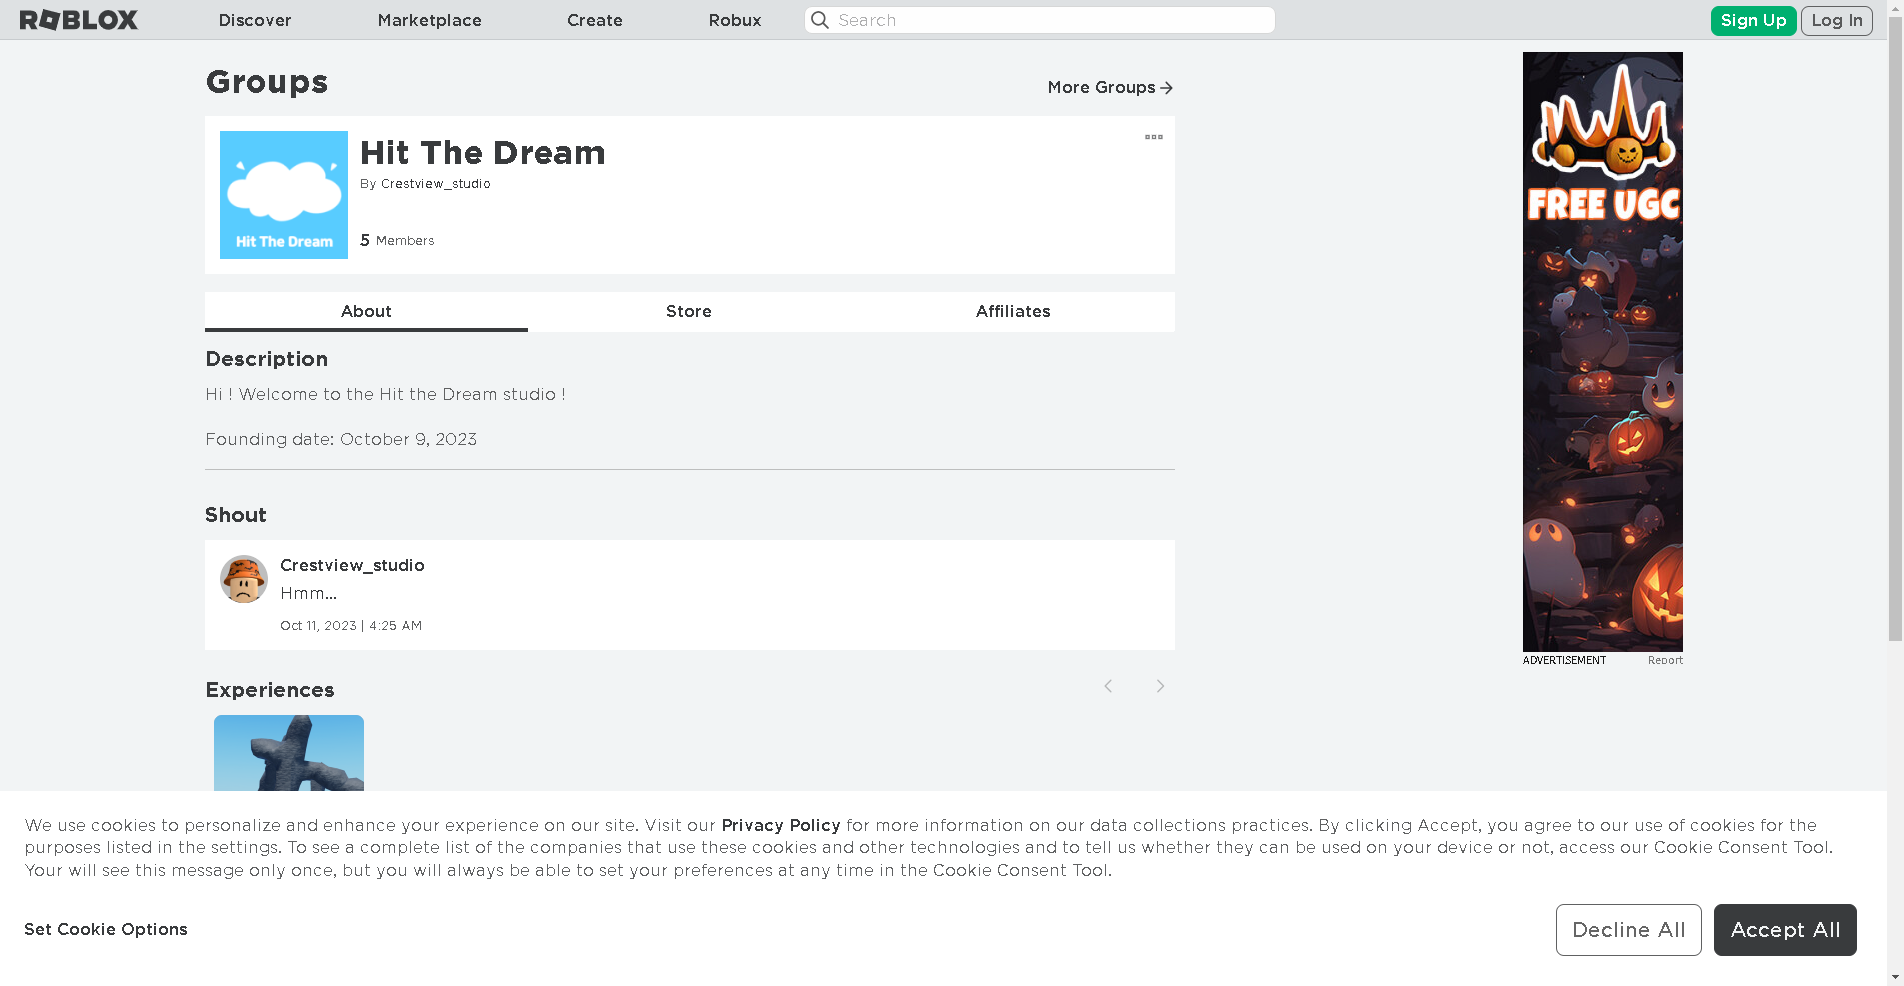 ROBLOX Discover Marketplace Create Robux Search Sign Up Log In
Groups
More Groups
Hit The Dream
By Crestview_studio
5 Members
Hit The Dream
About Store Affiliates
Description
Hi ! Welcome to the Hit the Dream studio !
Founding date: October 9, 2023
Shout
Crestview_studio
Hmm...
Oct 11, 2023 | 4:25 AM
Experiences
FREE UGC
ADVERTISEMENT Report
We use cookies to personalize and enhance your experience on our site. Visit our Privacy Policy for more information on our data collections practices. By clicking Accept, you agree to our use of cookies for the
purposes listed in the settings. To see a complete list of the companies that use these cookies and other technologies and to tell us whether they can be used on your device or not, access our Cookie Consent Tool.
Your will see this message only once, but you will always be able to set your preferences at any time in the Cookie Consent Tool.
Set Cookie Options
Decline All
Accept All